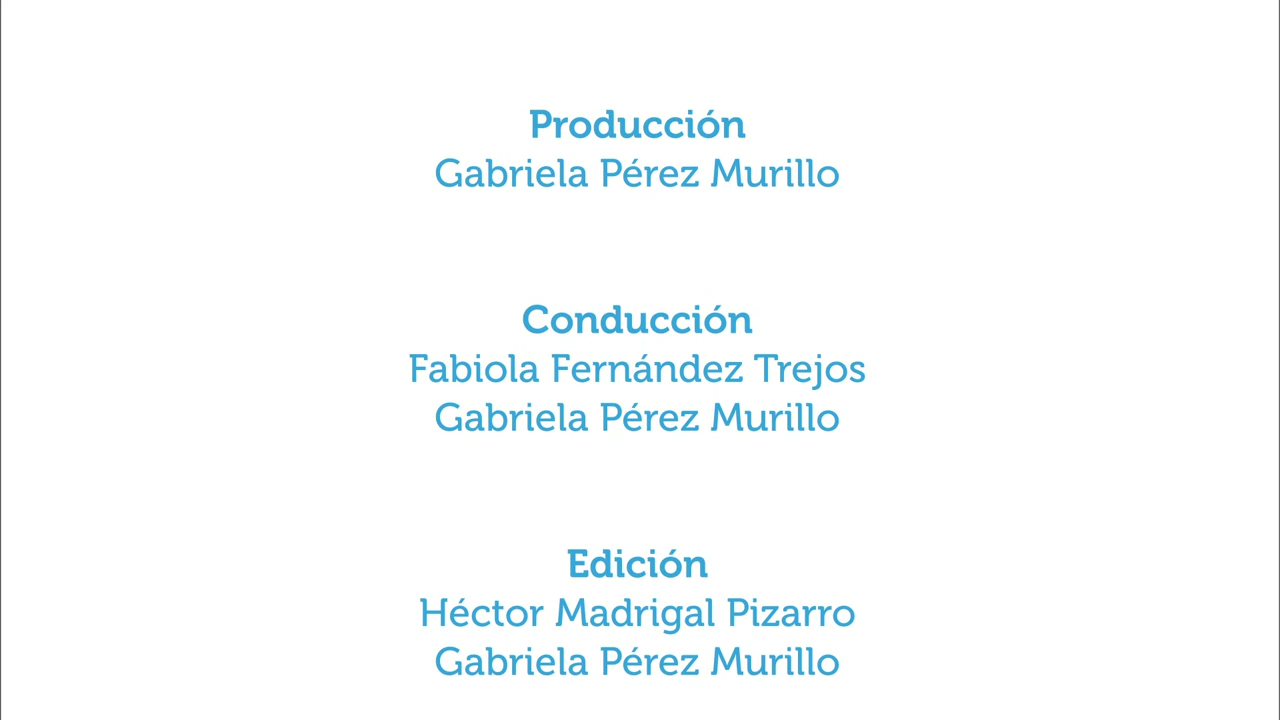 Producción
Gabriela Pérez Murillo
Conducción
Fabiola Fernández Trejos
Gabriela Pérez Murillo
Edición
Héctor Madrigal Pizarro
Gabriela Pérez Murillo